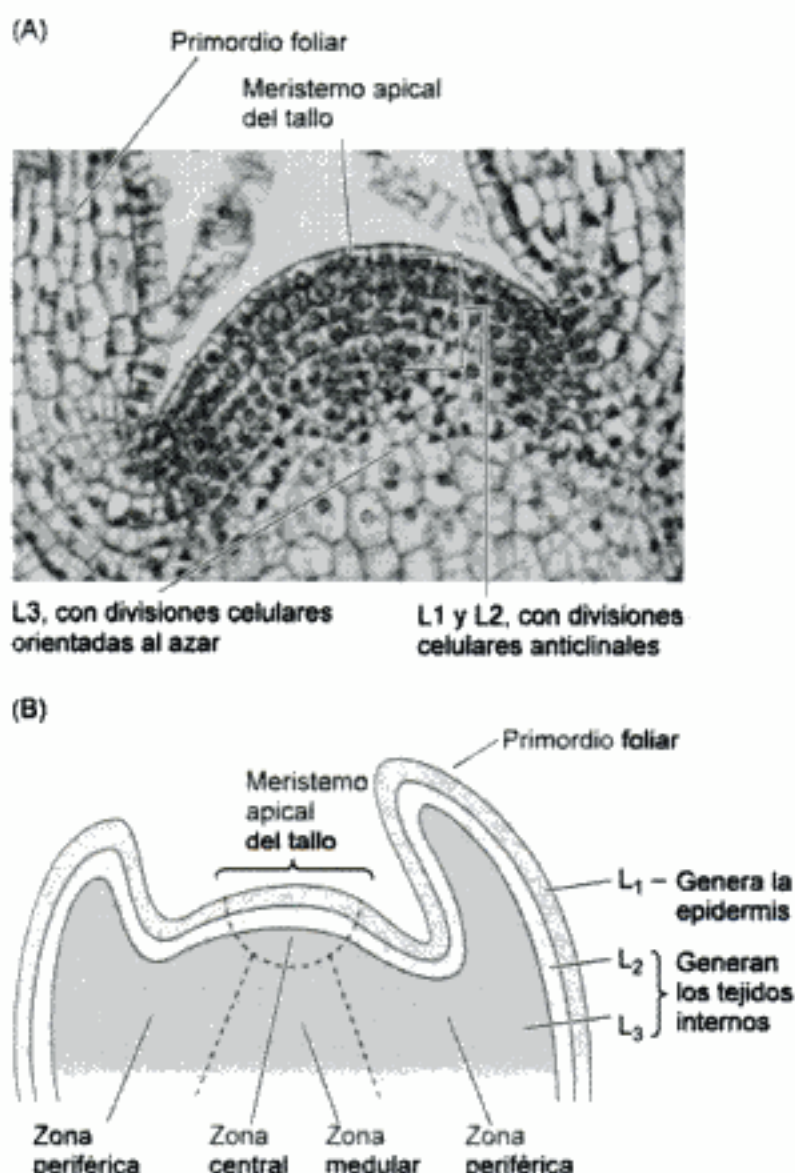 (A)
Primordio foliar
Meristemo apical
del tallo
L3, con divisiones celulares
orientadas al azar
L1 y L2, con divisiones
celulares anticlinales
(B)
Primordio foliar
Meristemo
apical
del tallo
L1 – Genera la
epidermis
L2
L3
Generan
los tejidos
internos
Zona
periférica
Zona
central
Zona
medular
Zona
periférica